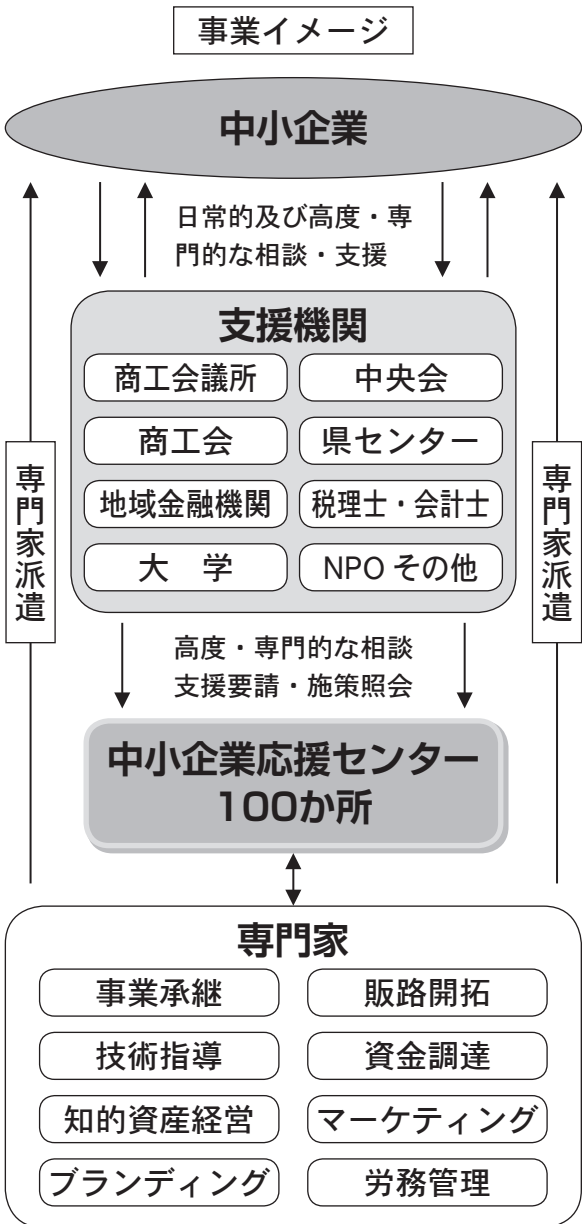 事業イメージ
中小企業
日常的及び高度・専
門的な相談・支援
支援機関
商工会議所
中央会
商工会
県センター
地域金融機関
税理士・会計士
大　学
NPO その他
専門家派遣
専門家派遣
高度・専門的な相談
支援要請・施策照会
中小企業応援センター
100か所
専門家
事業承継
販路開拓
技術指導
資金調達
知的資産経営
マーケティング
ブランディング
労務管理